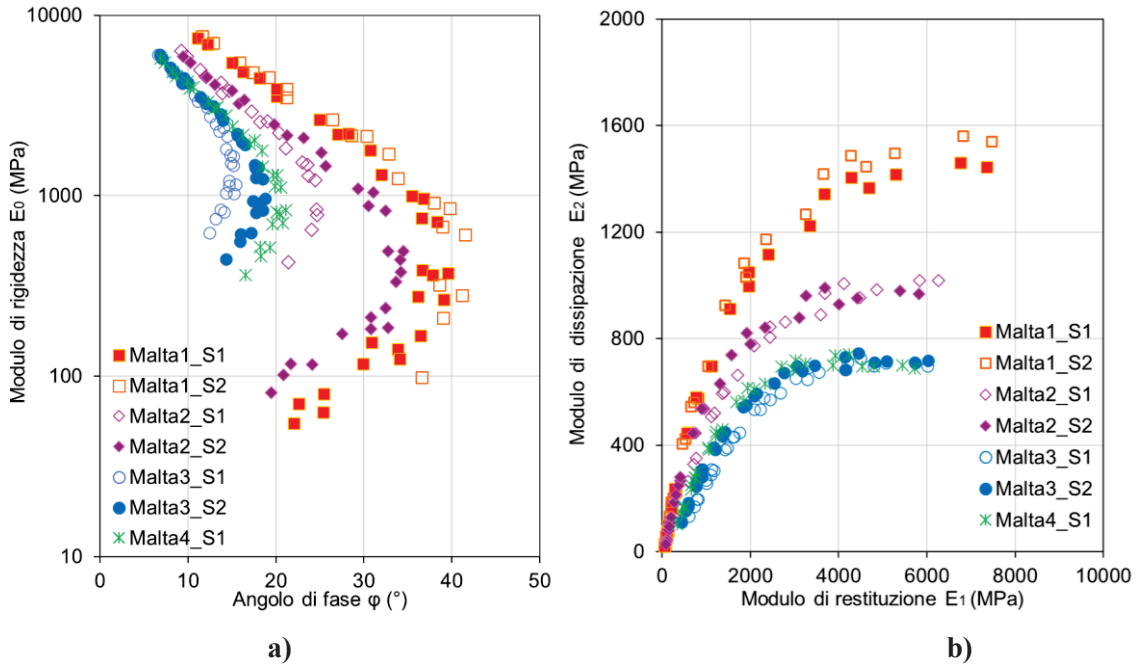 10000
1000
100
10
Modulo di rigidezza E0 (MPa)
Malta1_S1
Malta1_S2
Malta2_S1
Malta2_S2
Malta3_S1
Malta3_S2
Malta4_S1
0 10 20 30 40 50
Angolo di fase φ (°)
a)
2000
1600
1200
800
400
0
Modulo di dissipazione E2 (MPa)
Malta1_S1
Malta1_S2
Malta2_S1
Malta2_S2
Malta3_S1
Malta3_S2
Malta4_S1
0 2000 4000 6000 8000 10000
Modulo di restituzione E1 (MPa)
b)